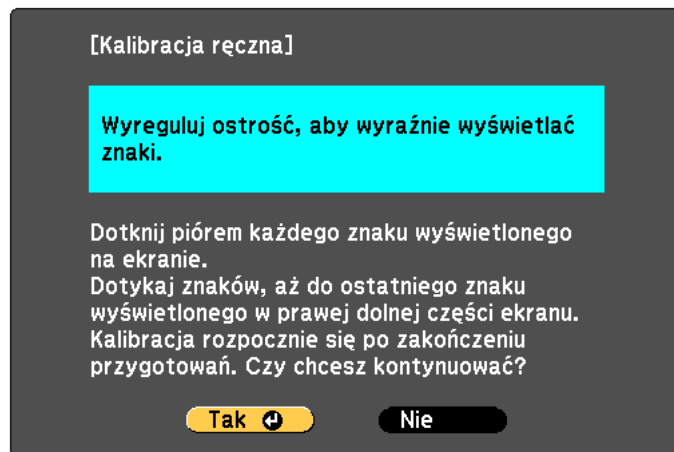 [Kalibracja ręczna]
Wyreguluj ostrość, aby wyraźnie wyświetlać
znaki.
Dotknij piórem każdego znaku wyświetlonego
na ekranie.
Dotykaj znaków, aż do ostatniego znaku
wyświetlonego w prawej dolnej części ekranu.
Kalibracja rozpocznie się po zakończeniu
przygotowań. Czy chcesz kontynuować?
Tak Nie